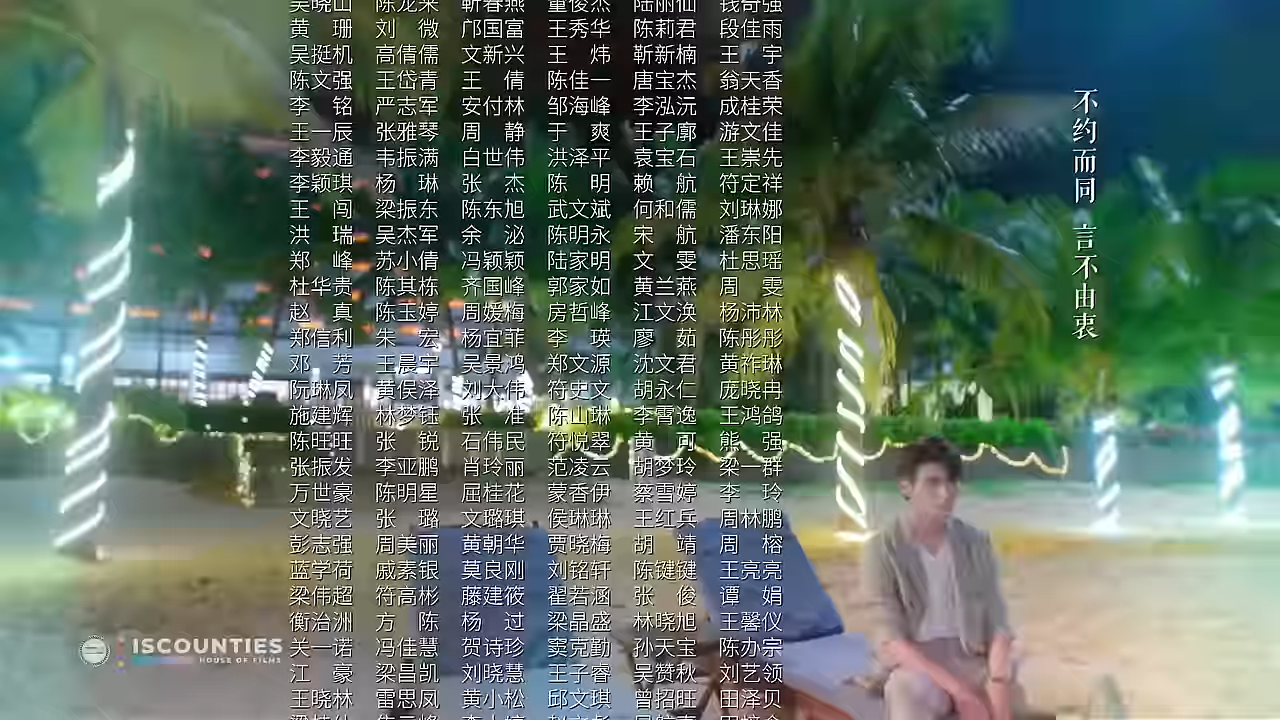 黄　珊　刘　微　邝国富　王秀华　陈莉君　段佳雨
吴挺机　高倩儒　文新兴　王　炜　靳新楠　王　宇
陈文强　王岱青　王　倩　陈佳一　唐宝杰　翁天香
李　铭　严志军　安付林　邹海峰　李泓沅　成桂荣
王一辰　张雅琴　周　静　于　爽　王子廓　游文佳
李毅通　韦振满　白世伟　洪泽平　袁宝石　王崇先
李颖琪　杨　琳　张　杰　陈　明　赖　航　符定祥
王　闯　梁振东　陈东旭　武文斌　何和儒　刘琳娜
洪　瑞　吴杰军　余　泌　陈明永　宋　航　潘东阳
郑　峰　苏小倩　冯颖颖　陆家明　文　雯　杜思瑶
杜华贵　陈其栋　齐国峰　郭家如　黄兰燕　周　雯
赵　真　陈玉婷　周媛梅　房哲峰　江文涣　杨沛林
郑信利　朱　宏　杨宜菲　李　瑛　廖　茹　陈彤彤
邓　芳　王晨宇　吴景鸿　郑文源　沈文君　黄祚琳
阮琳凤　黄俣泽　刘大伟　符史文　胡永仁　庞晓冉
施建辉　林梦钰　张　准　陈山琳　李霄逸　王鸿鸽
陈旺旺　张　锐　石伟民　符悦翠　黄　可　熊　强
张振发　李亚鹏　肖玲丽　范凌云　胡梦玲　梁一群
万世豪　陈明星　屈桂花　蒙香伊　蔡雪婷　李　玲
文晓艺　张　璐　文璐琪　侯琳琳　王红兵　周林鹏
彭志强　周美丽　黄朝华　贾晓梅　胡　靖　周　榕
蓝学荷　戚素银　莫良刚　刘铭轩　陈键键　王亮亮
梁伟超　符高彬　藤建筱　翟若涵　张　俊　谭　娟
衡治洲　方　陈　杨　过　梁晶盛　林晓旭　王馨仪
关一诺　冯佳慧　贺诗珍　窦克勤　孙天宝　陈办宗
江　豪　梁昌凯　刘晓慧　王子睿　吴赞秋　刘艺领
王晓林　雷思凤　黄小松　邱文琪　曾招旺　田泽贝
不约而同 言不由衷
ISCOUNTIES
HOUSE OF FILMS